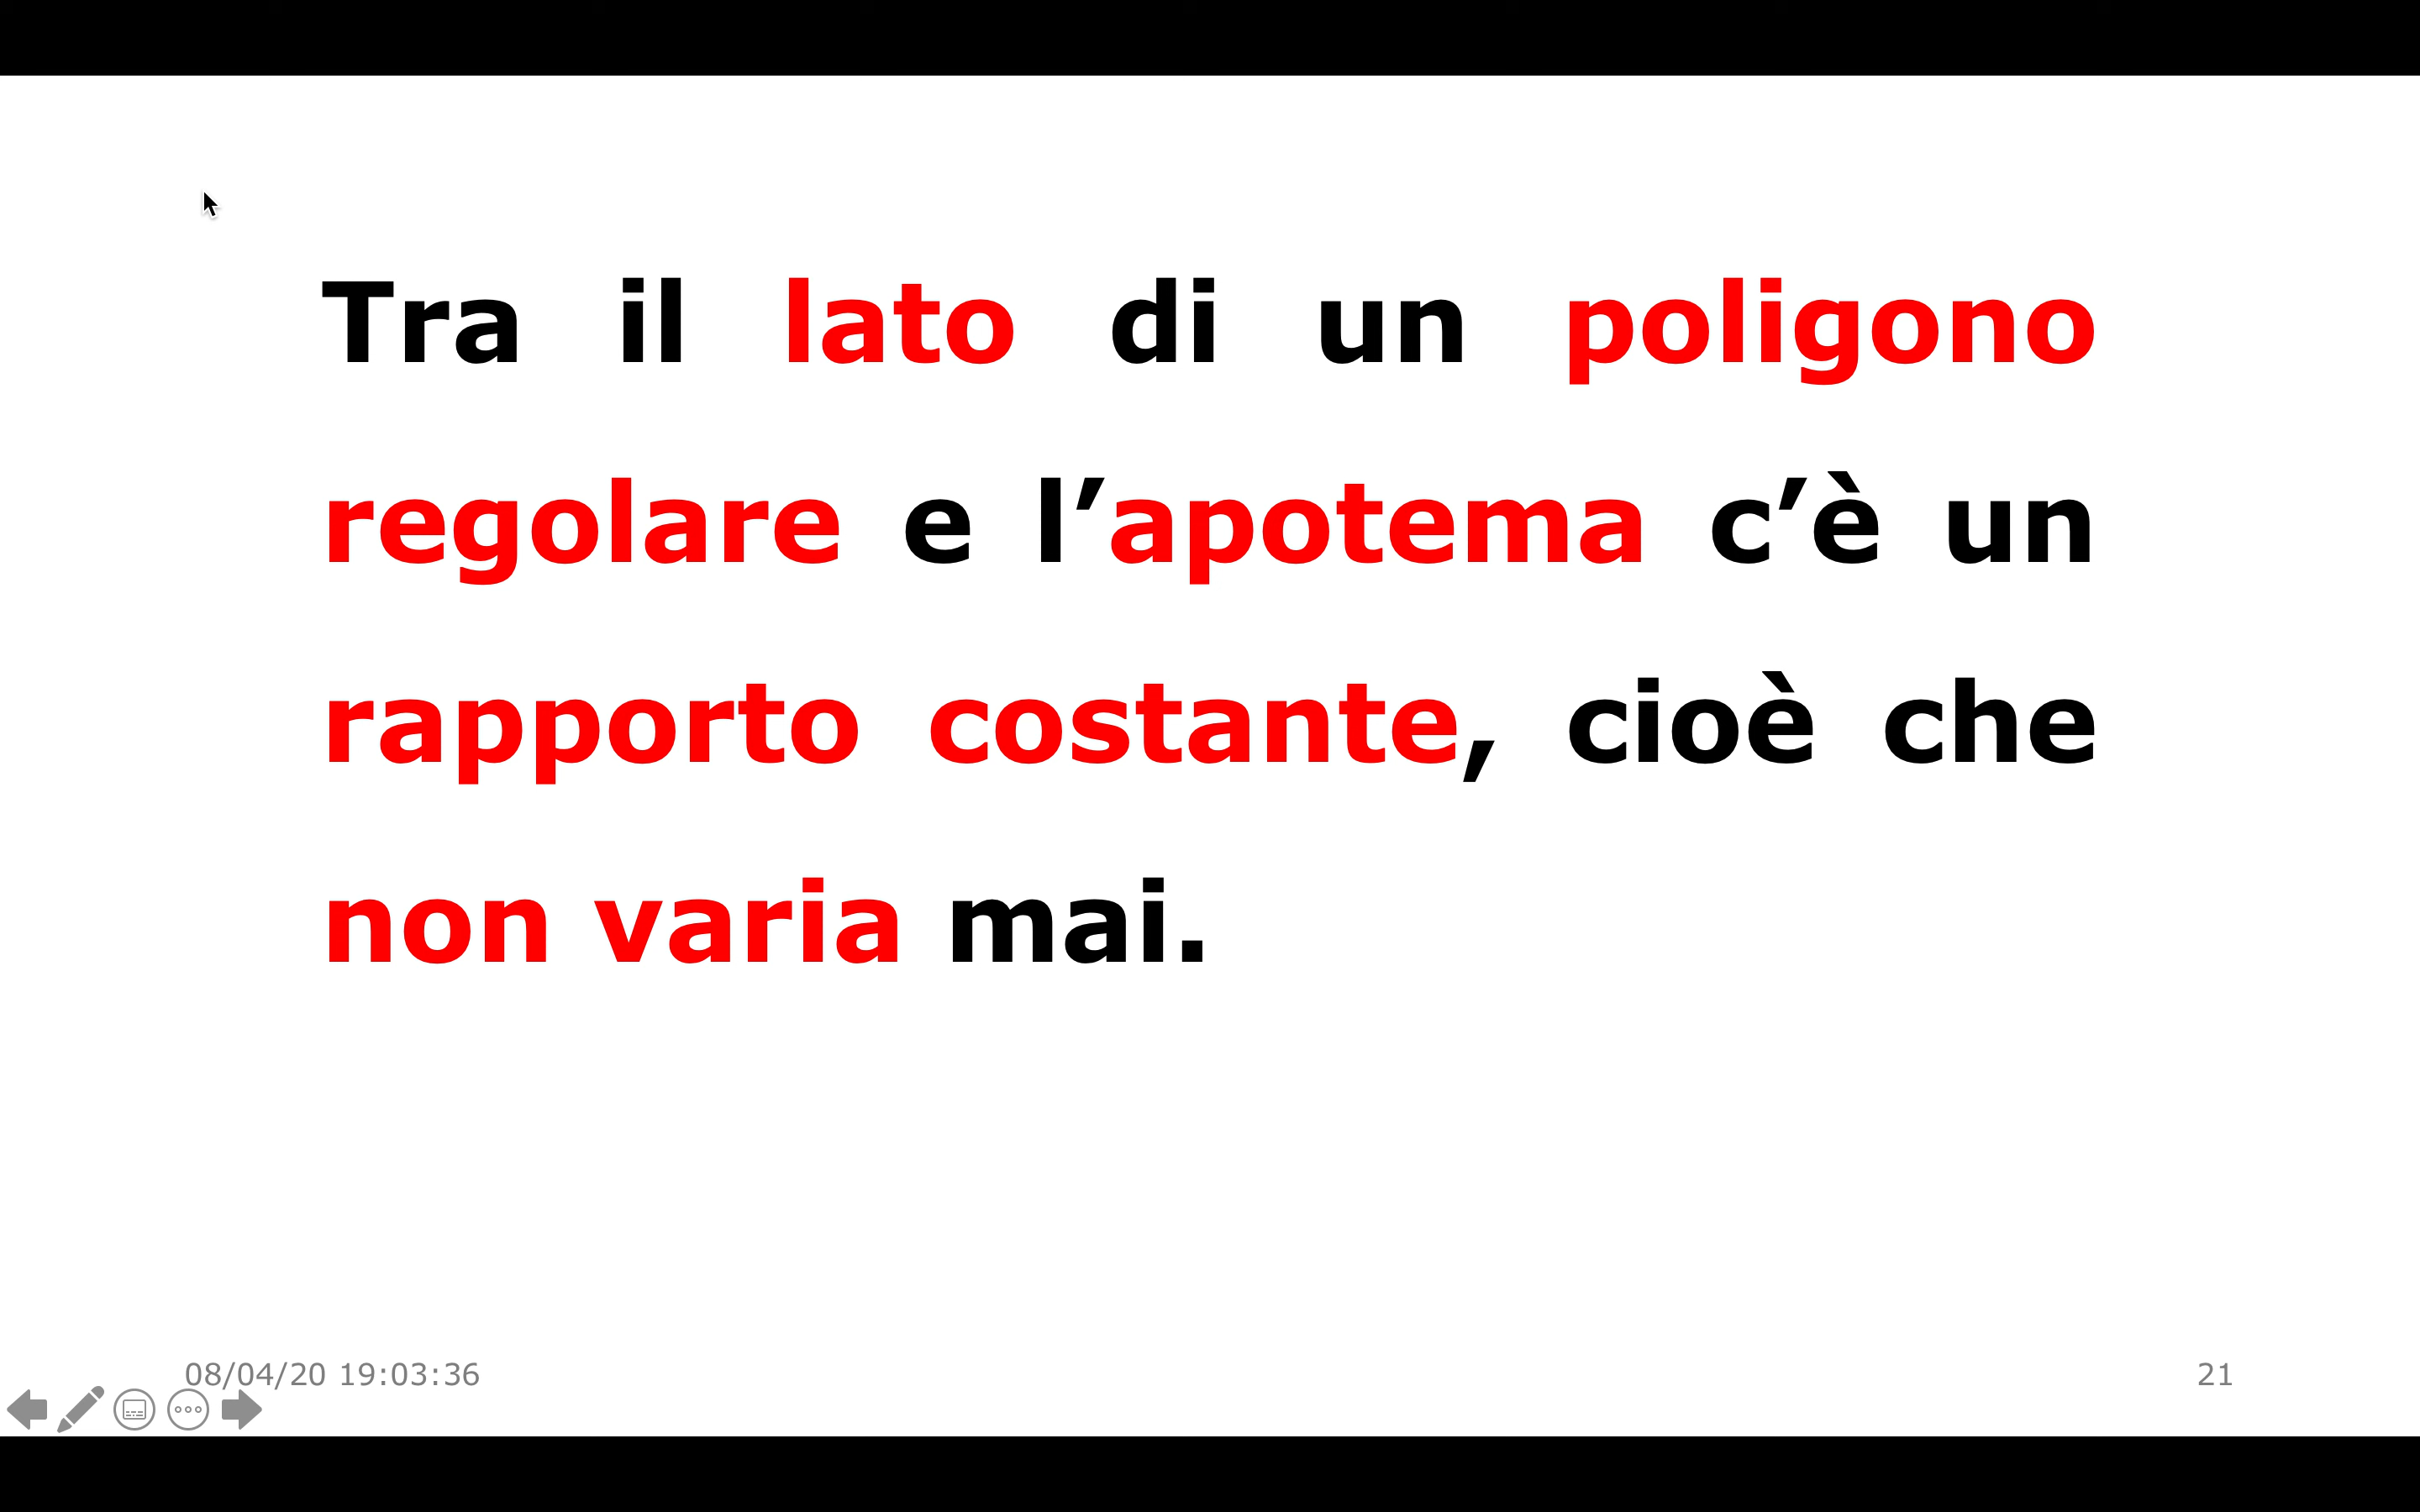 Tra il lato di un poligono
regolare e l’apotema c’è un
rapporto costante, cioè che
non varia mai.
08/04/20 19:03:36
21